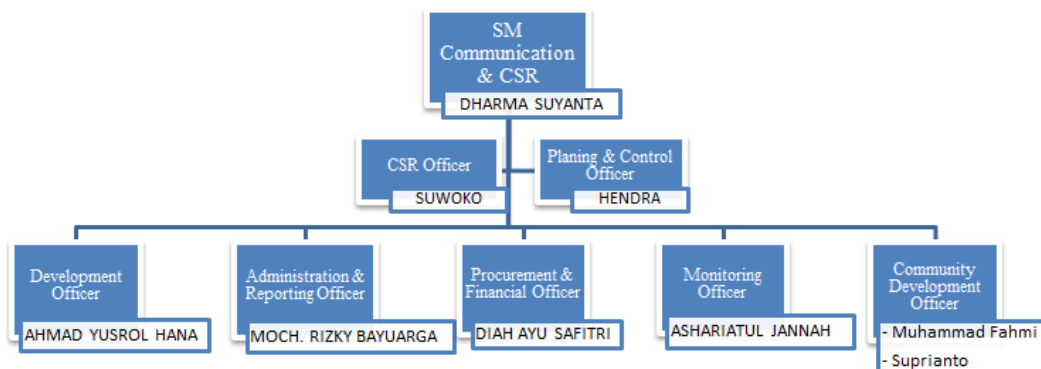 SM
Communication
& CSR
DHARMA SUYANTA
CSR Officer
SUWOKO
Planing & Control
Officer
HENDRA
Development
Officer
AHMAD YUSROL HANA
Administration &
Reporting Officer
MOCH. RIZKY BAYUARGA
Procurement &
Financial Officer
DIAH AYU SAFITRI
Monitoring
Officer
ASHARIATUL JANNAH
Community
Development
Officer
- Muhammad Fahmi
- Suprianto